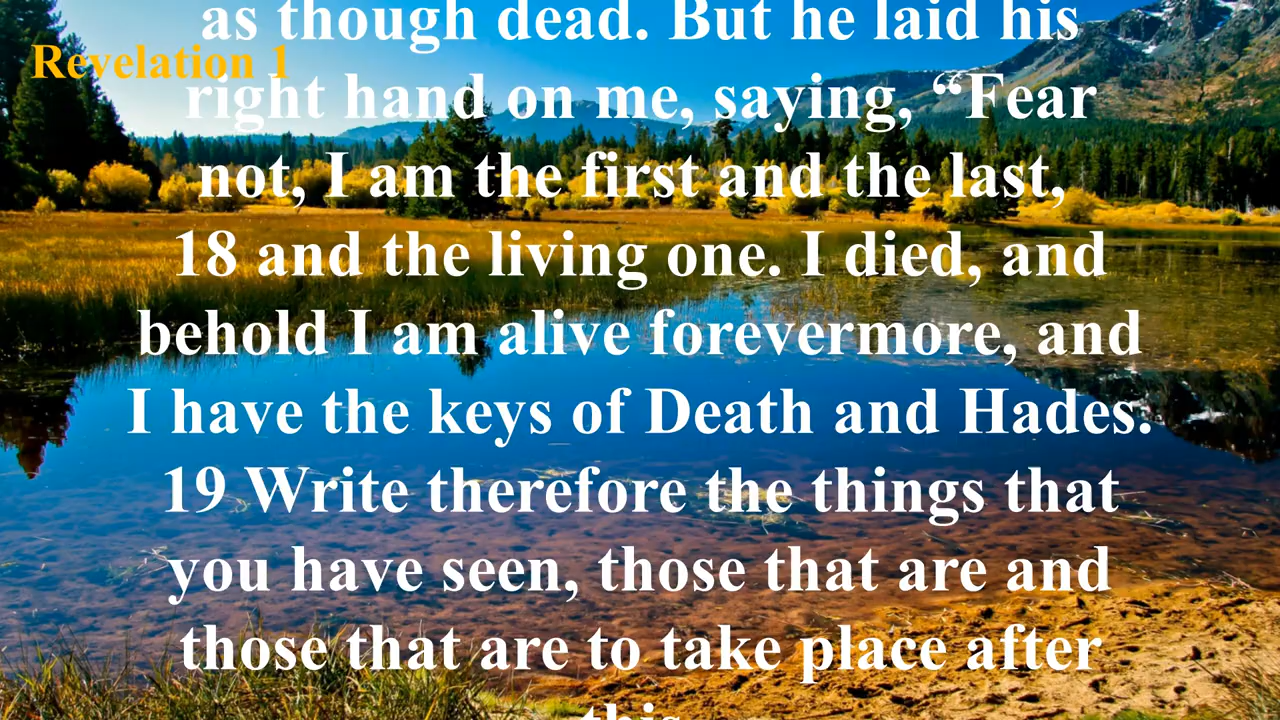 as though dead. But he laid his
Revelation 1
right hand on me, saying, “Fear
not, I am the first and the last,
18 and the living one. I died, and
behold I am alive forevermore, and
I have the keys of Death and Hades.
19 Write therefore the things that
you have seen, those that are and
those that are to take place after
this